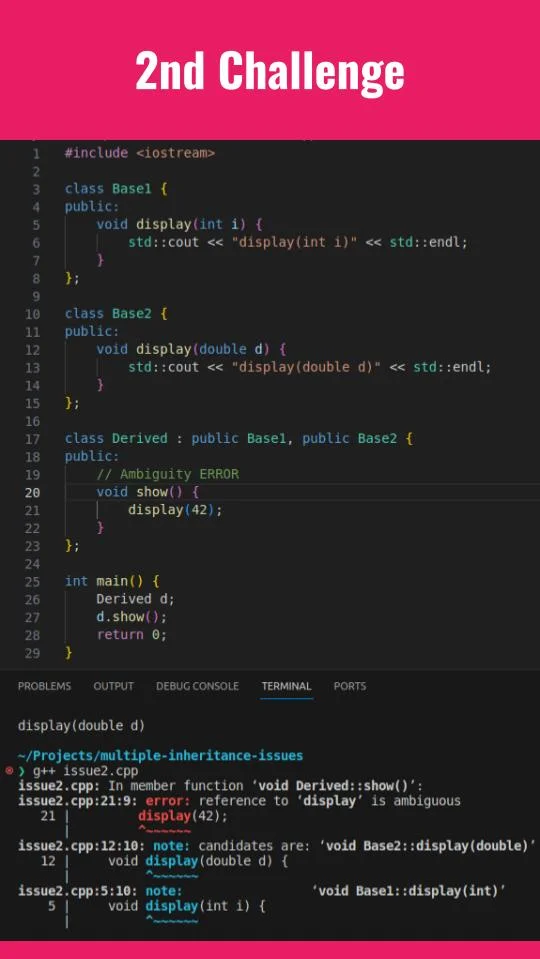 2nd Challenge
1 #include <iostream>
2
3 class Base1 {
4 public:
5     void display(int i) {
6         std::cout << "display(int i)" << std::endl;
7     }
8 };
9
10 class Base2 {
11 public:
12     void display(double d) {
13         std::cout << "display(double d)" << std::endl;
14     }
15 };
16
17 class Derived : public Base1, public Base2 {
18 public:
19     // Ambiguity ERROR
20     void show() {
21         display(42);
22     }
23 };
24
25 int main() {
26     Derived d;
27     d.show();
28     return 0;
29 }
PROBLEMS OUTPUT DEBUG CONSOLE TERMINAL PORTS
display(double d)
~/Projects/multiple-inheritance-issues
❯ g++ issue2.cpp
issue2.cpp: In member function ‘void Derived::show()’:
issue2.cpp:21:9: error: reference to ‘display’ is ambiguous
   21 |         display(42);
      |         ^~~~~~~
issue2.cpp:12:10: note: candidates are: ‘void Base2::display(double)’
   12 |     void display(double d) {
      |          ^~~~~~~
issue2.cpp:5:10: note:                 ‘void Base1::display(int)’
    5 |     void display(int i) {
      |          ^~~~~~~